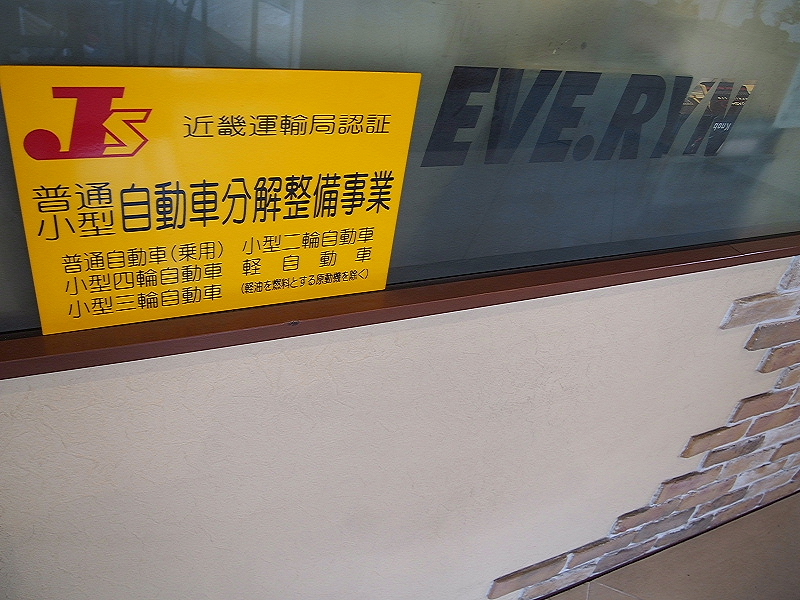 JS
近畿運輸局認証
普通
小型
自動車分解整備事業
普通自動車(乗用) 小型二輪自動車
小型四輪自動車 軽自動車
小型三輪自動車 (軽油を燃料とする原動機を除く)
EVE.RYN
Knob